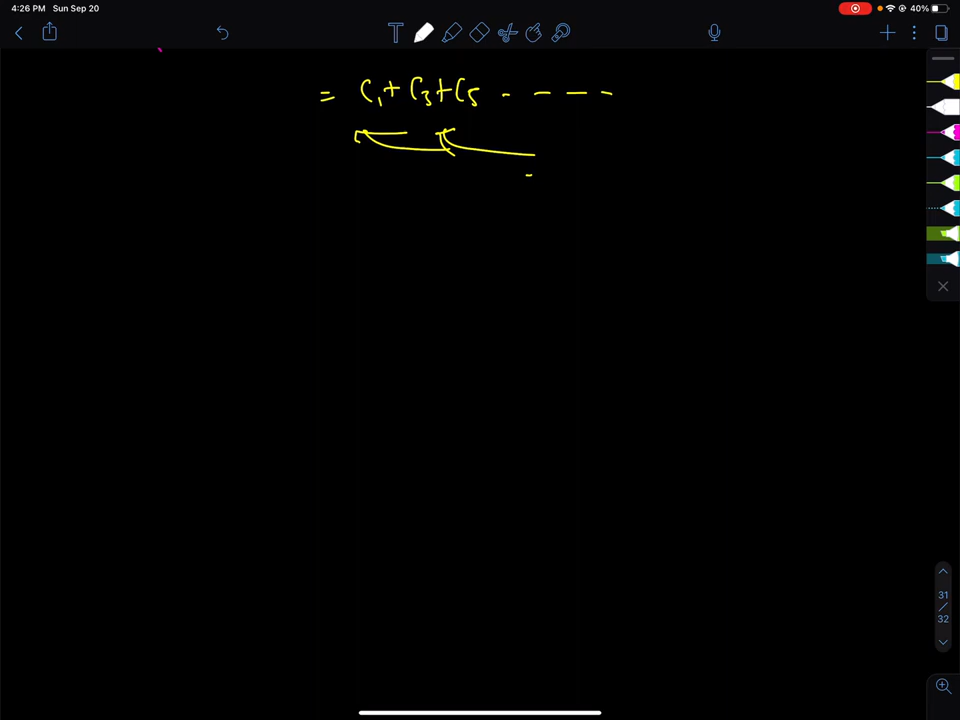 4:26 PM Sun Sep 20
40%
= C₁ + C₃ + C₅ - - - -
T
31
/
32